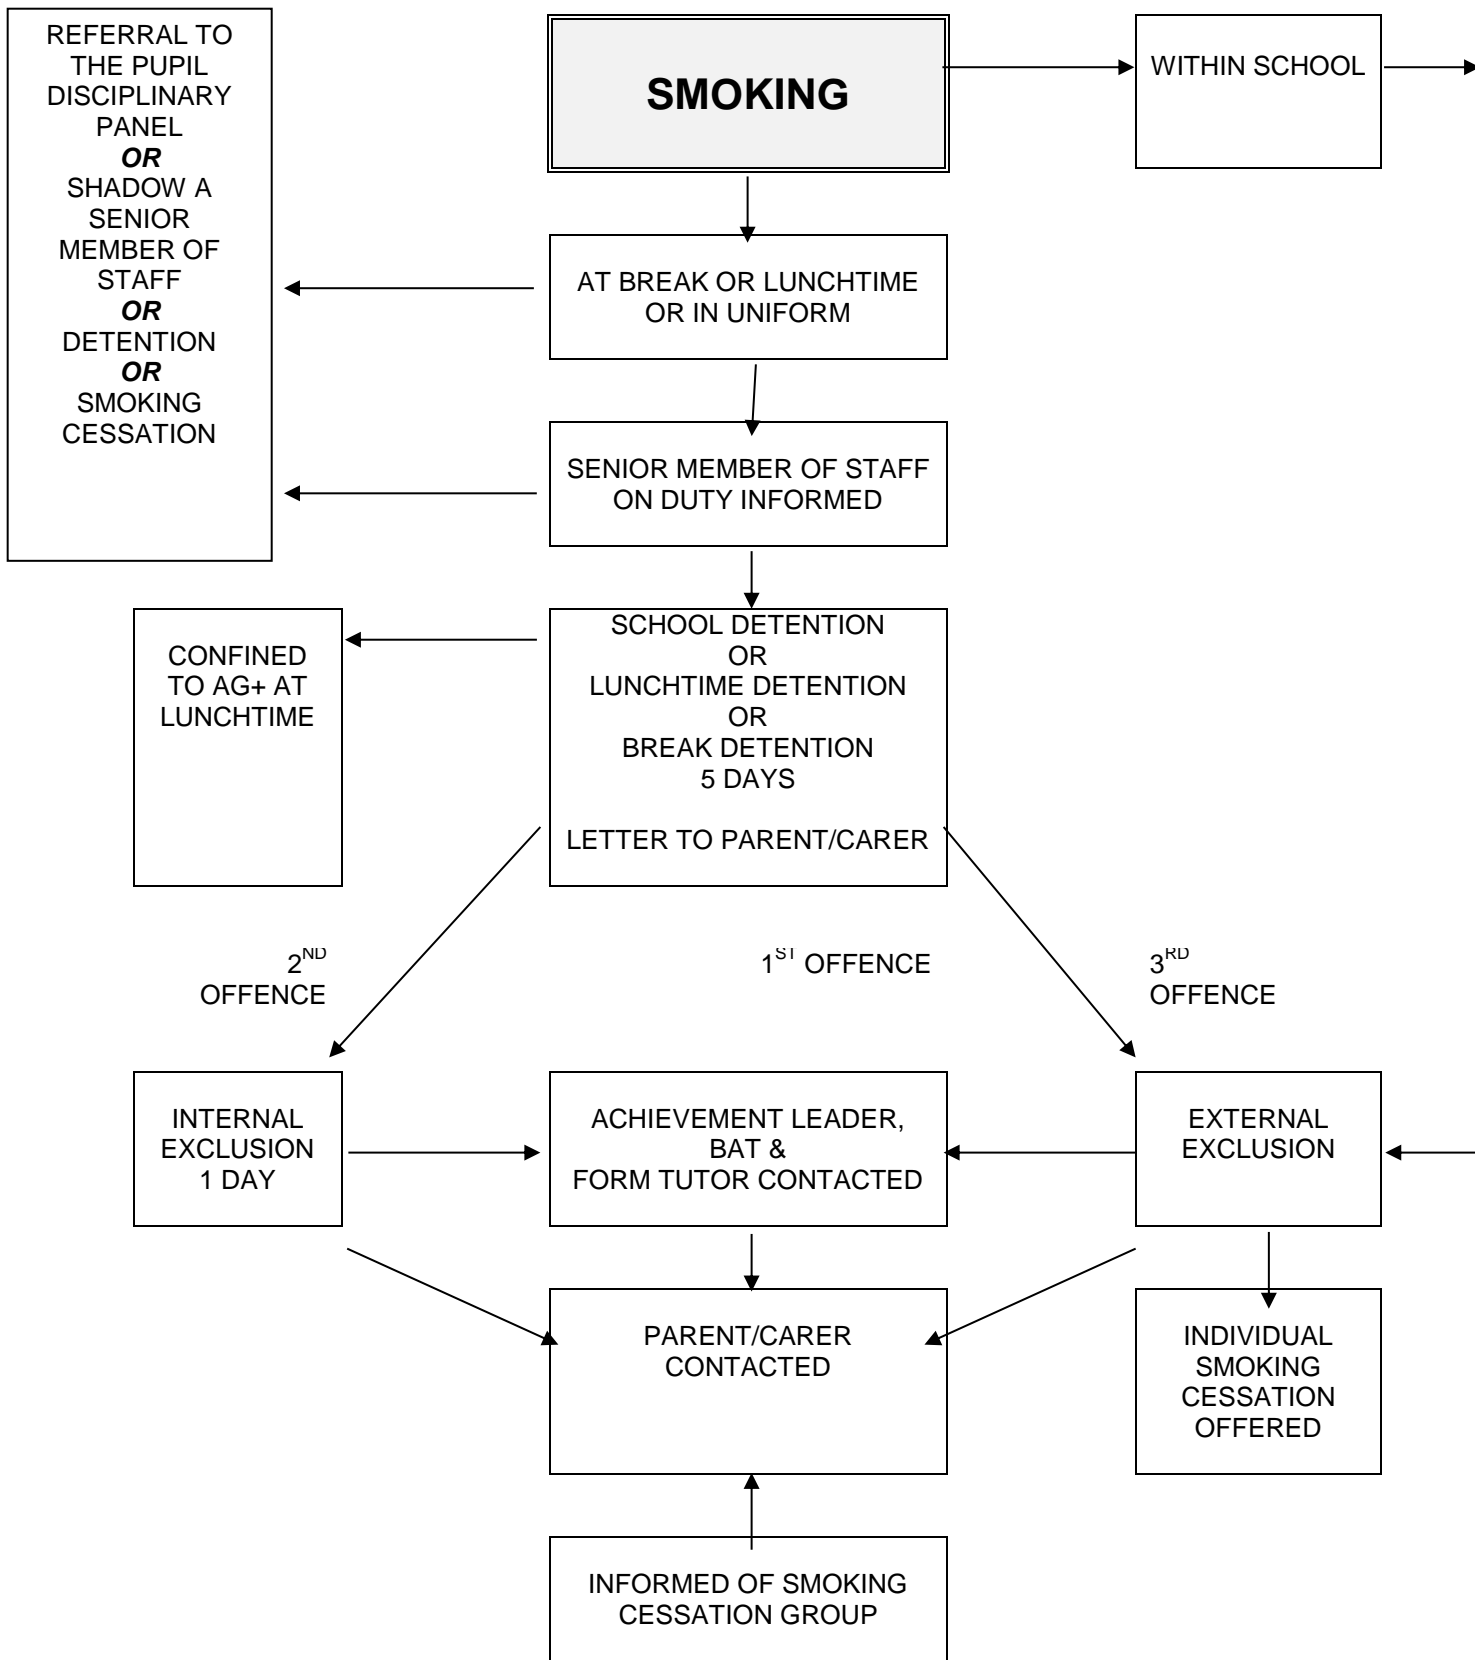 REFERRAL TO
THE PUPIL
DISCIPLINARY
PANEL
OR
SHADOW A
SENIOR
MEMBER OF
STAFF
OR
DETENTION
OR
SMOKING
CESSATION
SMOKING
WITHIN SCHOOL
AT BREAK OR LUNCHTIME
OR IN UNIFORM
SENIOR MEMBER OF STAFF
ON DUTY INFORMED
CONFINED
TO AG+ AT
LUNCHTIME
SCHOOL DETENTION
OR
LUNCHTIME DETENTION
OR
BREAK DETENTION
5 DAYS
LETTER TO PARENT/CARER
2ND
OFFENCE
1ST OFFENCE
3RD
OFFENCE
INTERNAL
EXCLUSION
1 DAY
ACHIEVEMENT LEADER,
BAT &
FORM TUTOR CONTACTED
EXTERNAL
EXCLUSION
PARENT/CARER
CONTACTED
INDIVIDUAL
SMOKING
CESSATION
OFFERED
INFORMED OF SMOKING
CESSATION GROUP